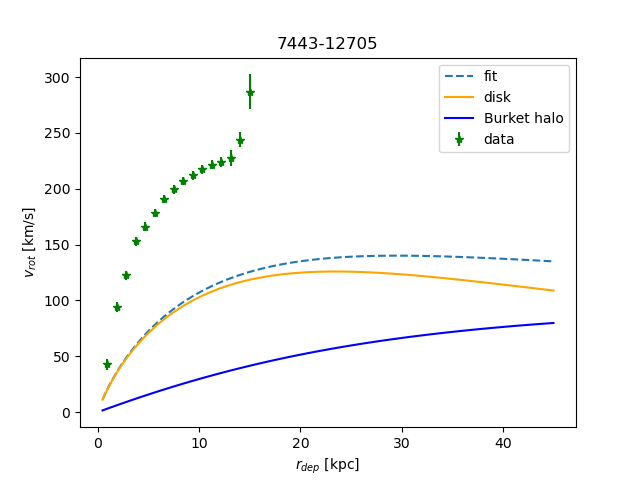 7443-12705
300
250
200
150
100
50
0
v_rot [km/s]
fit
disk
Burket halo
data
0 10 20 30 40
r_dep [kpc]